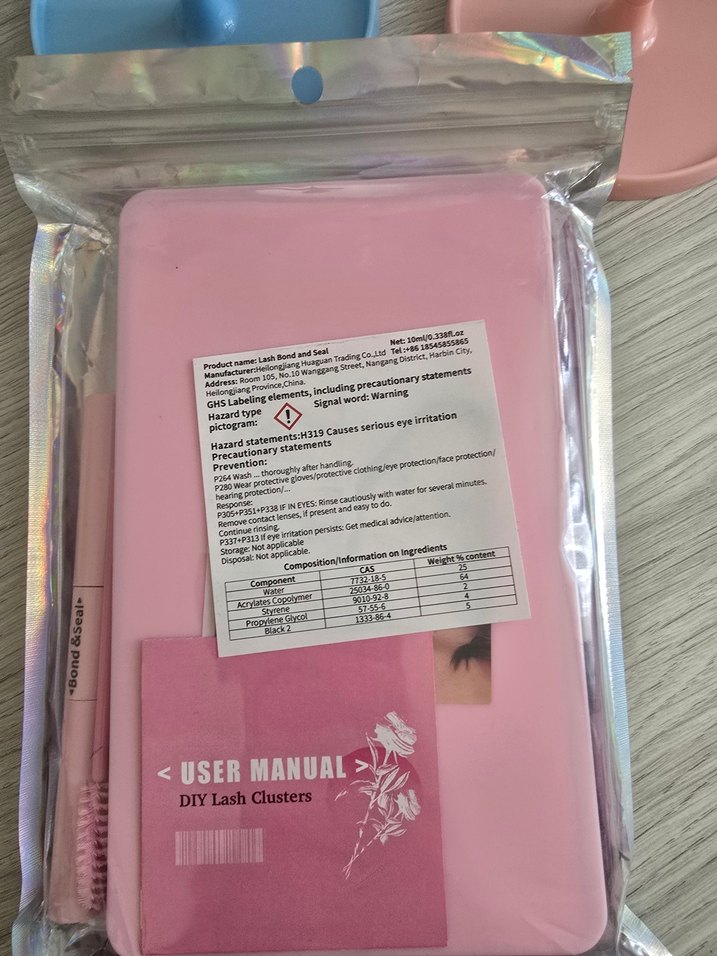 Product name: Lash Bond and Seal
Net: 10ml/0.338fl.oz
Manufacturer:Heilongjiang Huaguan Trading Co.,Ltd Tel :+86 18545855865
Address: Room 105, No.10 Wanggang Street, Nangang District, Harbin City,
Heilongjiang Province,China.
GHS Labeling elements, including precautionary statements
Hazard type
pictogram:
!
Signal word: Warning
Hazard statements:H319 Causes serious eye irritation
Precautionary statements
Prevention:
P264 Wash ... thoroughly after handling.
P280 Wear protective gloves/protective clothing/eye protection/face protection/
hearing protection/...
Response:
P305+P351+P338 IF IN EYES: Rinse cautiously with water for several minutes.
Remove contact lenses, if present and easy to do.
Continue rinsing.
P337+P313 If eye irritation persists: Get medical advice/attention.
Storage: Not applicable
Disposal: Not applicable.
Composition/Information on Ingredients
Component CAS Weight % content
Water 7732-18-5 25
Acrylates Copolymer 25034-86-0 64
Styrene 9010-92-8 2
Propylene Glycol 57-55-6 4
Black 2 1333-86-4 5
Bond &Seal
< USER MANUAL >
DIY Lash Clusters